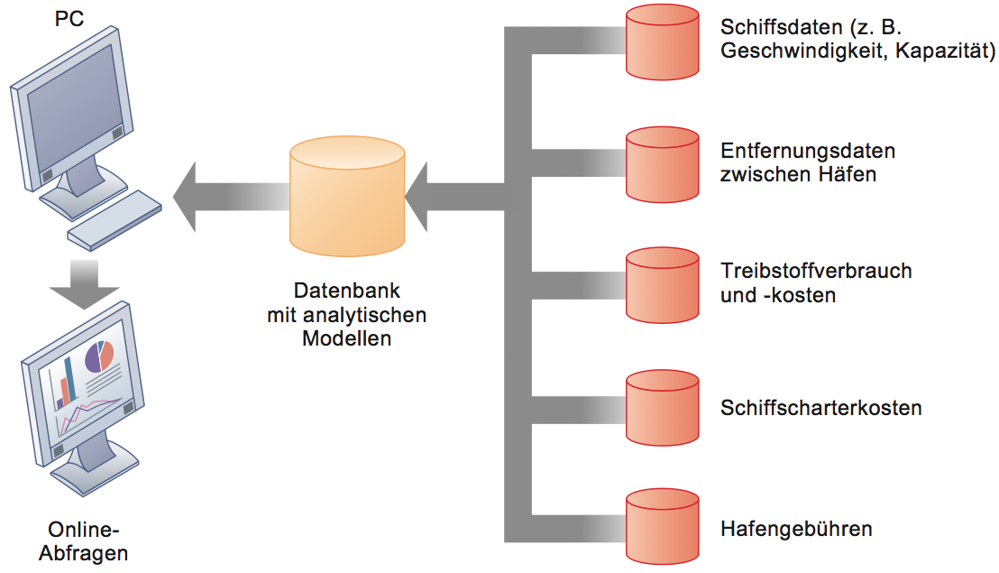 PC
Schiffsdaten (z. B.
Geschwindigkeit, Kapazität)
Entfernungsdaten
zwischen Häfen
Datenbank
mit analytischen
Modellen
Treibstoffverbrauch
und -kosten
Schiffscharterkosten
Online-
Abfragen
Hafengebühren